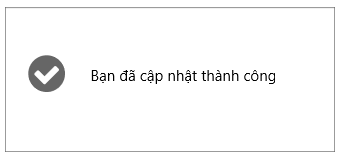 Bạn đã cập nhật thành công